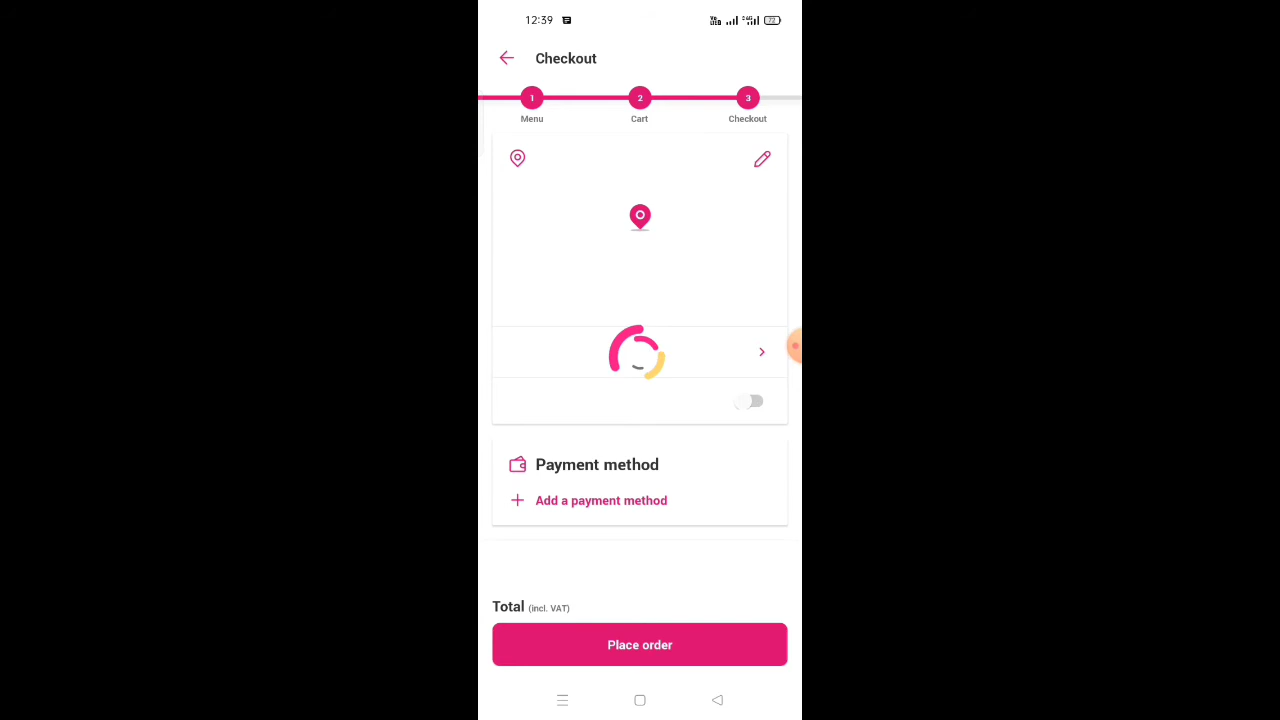 12:39
72
Checkout
1 2 3
Menu Cart Checkout
Payment method
Add a payment method
Total (incl. VAT)
Place order